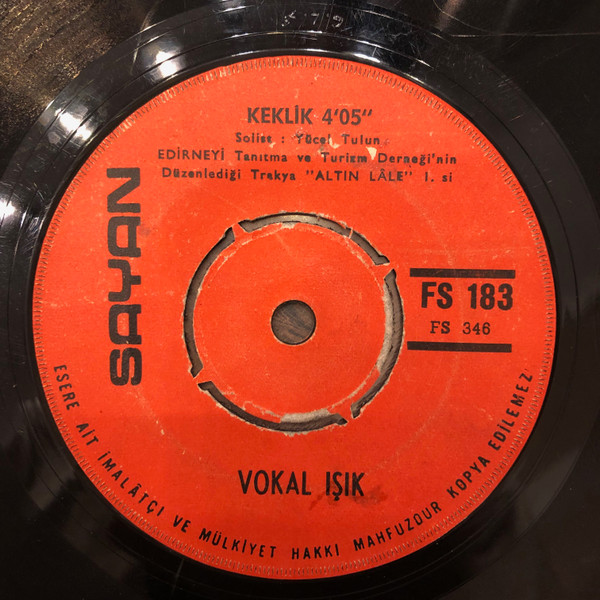 KEKLİK 4'05"
Solist : Yücel Tulun
EDİRNEYİ Tanıtma ve Turizm Derneği'nin
Düzenlediği Trakya "ALTIN LÂLE" 1. si
SAYAN
FS 183
FS 346
VOKAL IŞIK
ESERE AİT İMALÂTÇI VE MÜLKİYET HAKKI MAHFUZDUR KOPYA EDİLEMEZ